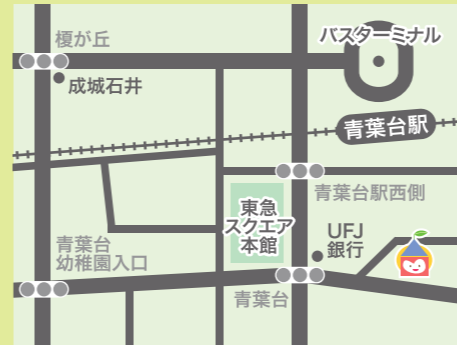 榎が丘
バスターミナル
成城石井
青葉台駅
青葉台駅西側
東急
スクエア
本館
UFJ
銀行
青葉台
幼稚園入口
青葉台